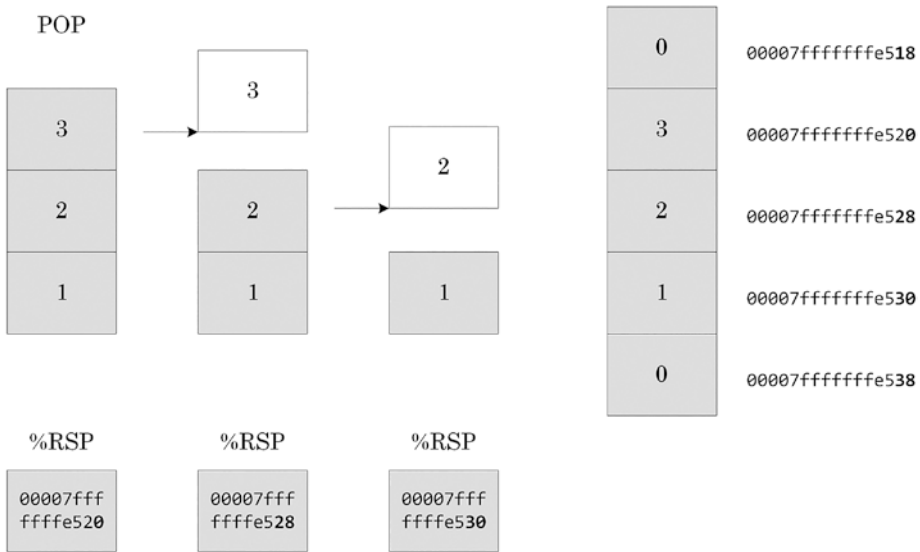 POP
3
2
1
3
2
1
2
1
%RSP
%RSP
%RSP
00007fff
ffffe520
00007fff
ffffe528
00007fff
ffffe530
0
00007fffffffe518
3
00007fffffffe520
2
00007fffffffe528
1
00007fffffffe530
0
00007fffffffe538